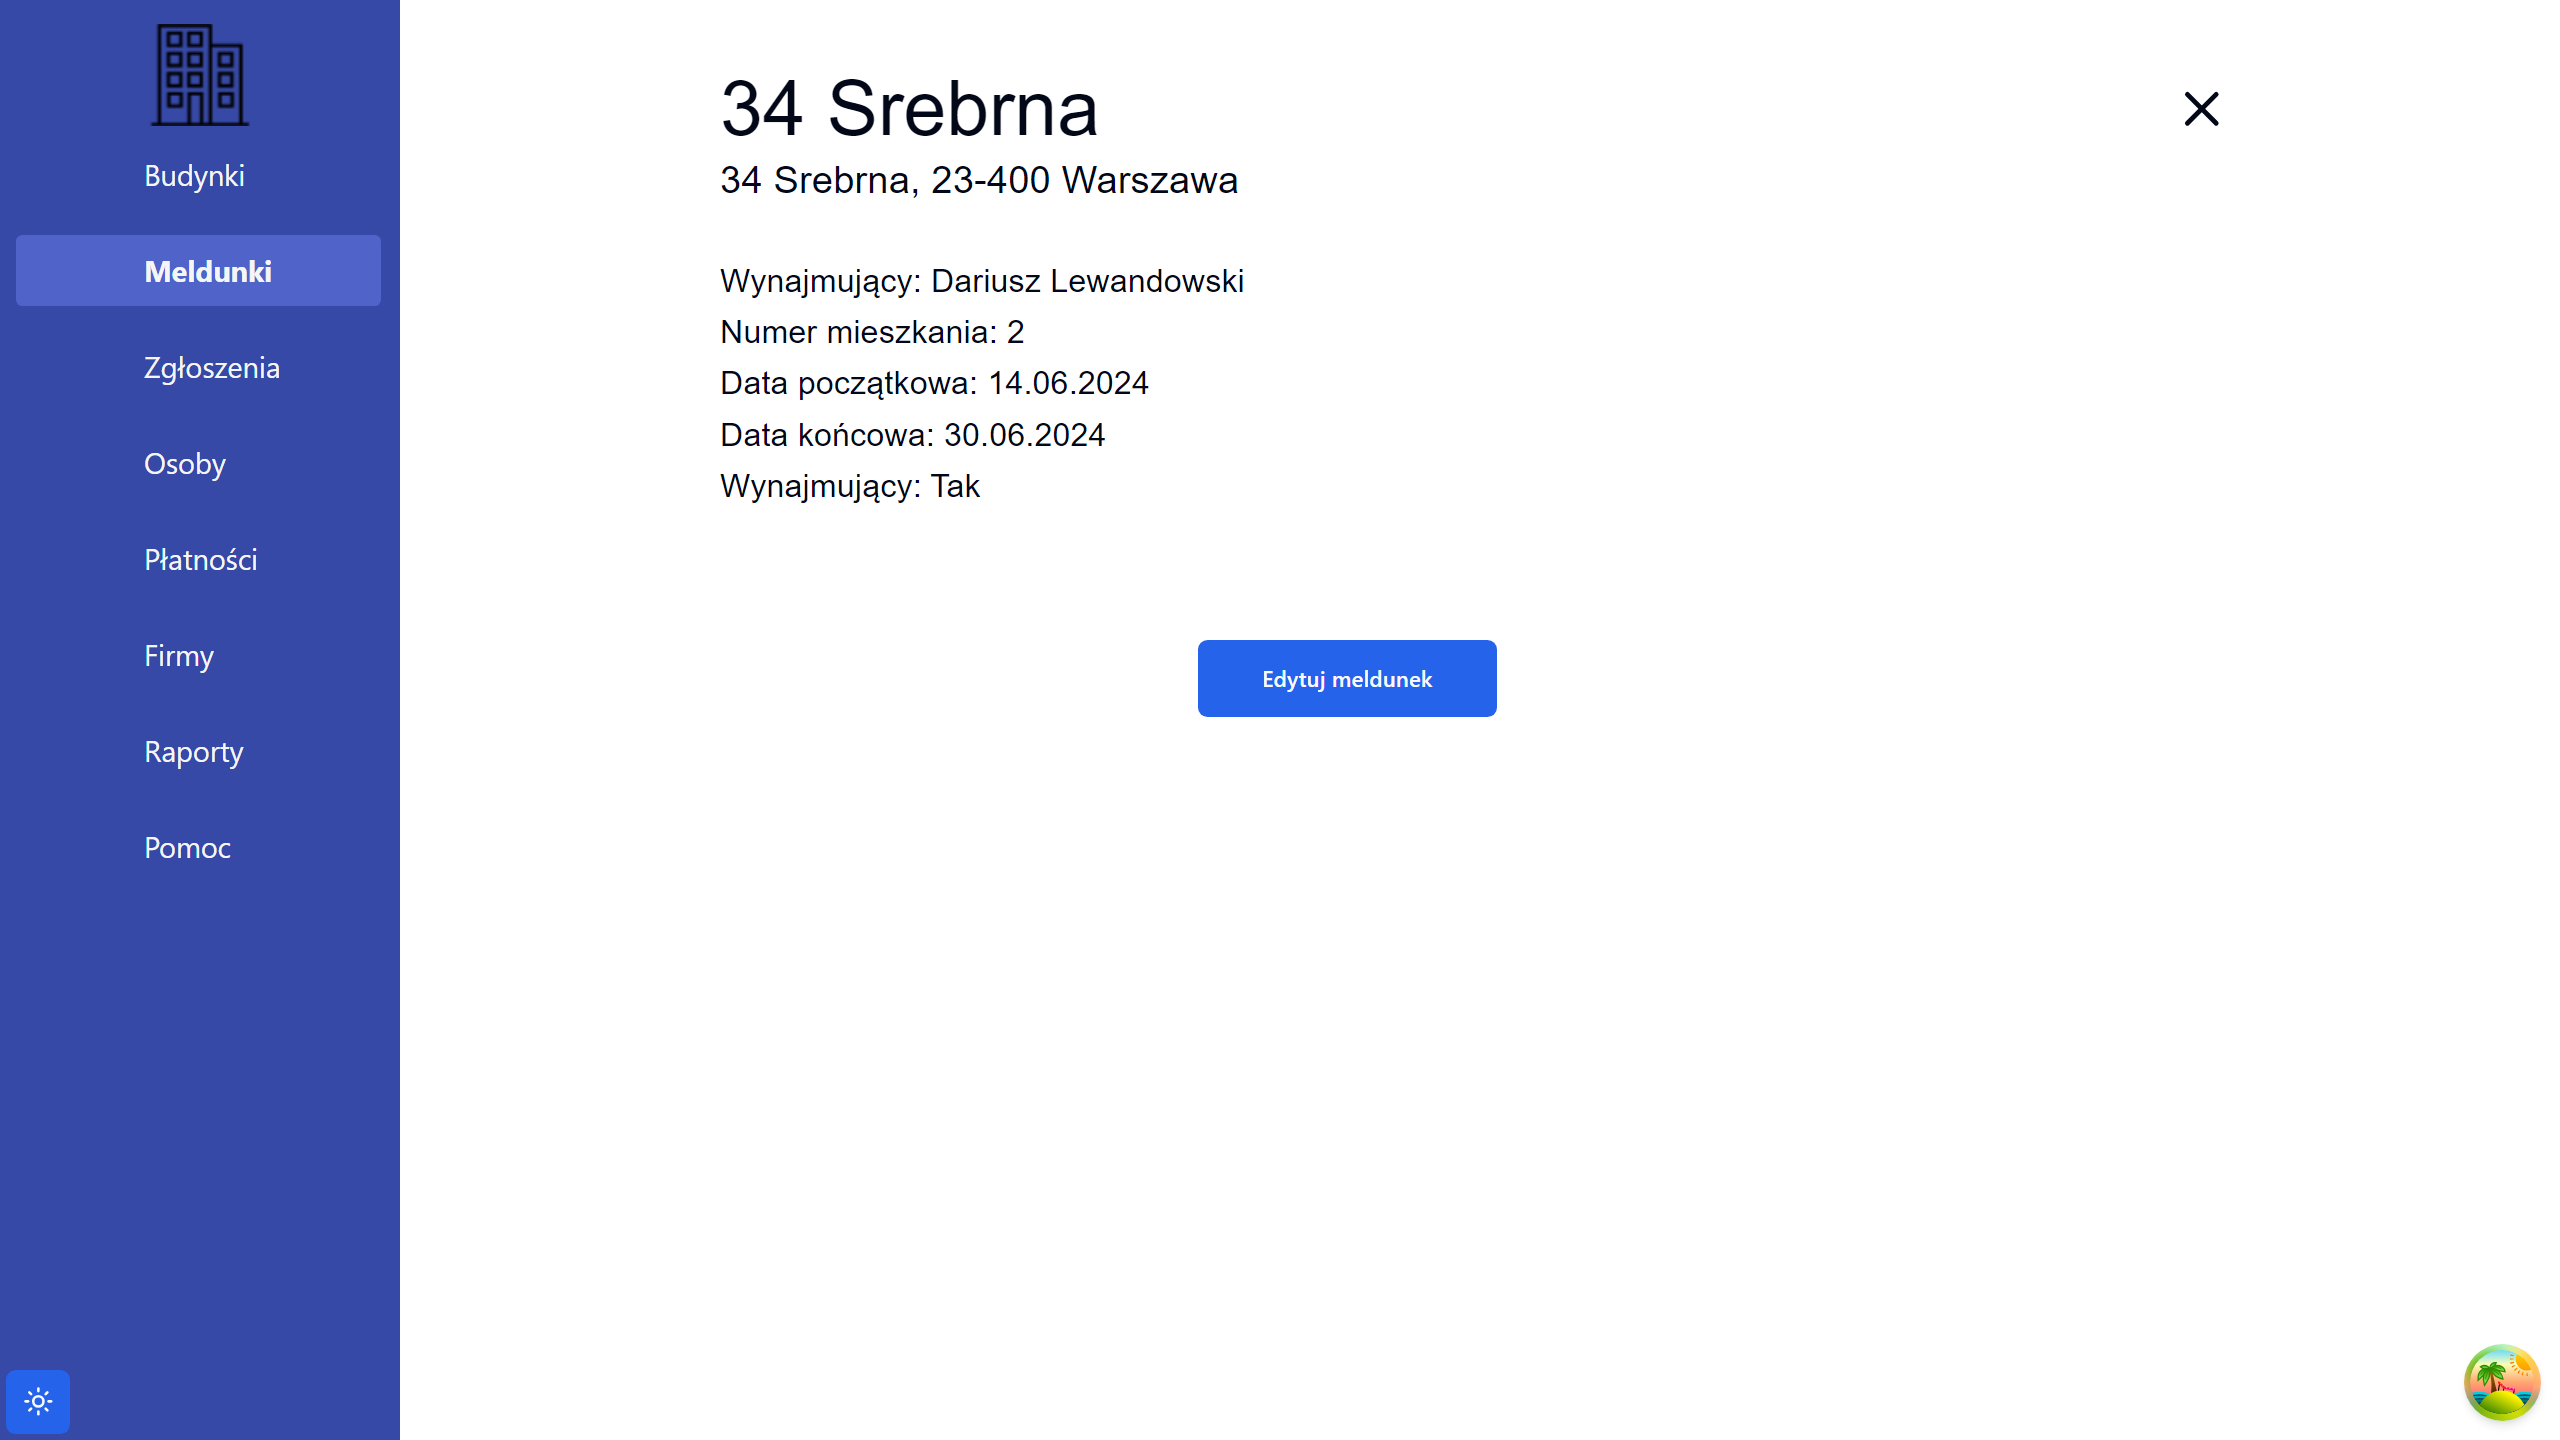 Budynki
Meldunki
Zgłoszenia
Osoby
Płatności
Firmy
Raporty
Pomoc
34 Srebrna
34 Srebrna, 23-400 Warszawa
Wynajmujący: Dariusz Lewandowski
Numer mieszkania: 2
Data początkowa: 14.06.2024
Data końcowa: 30.06.2024
Wynajmujący: Tak
Edytuj meldunek